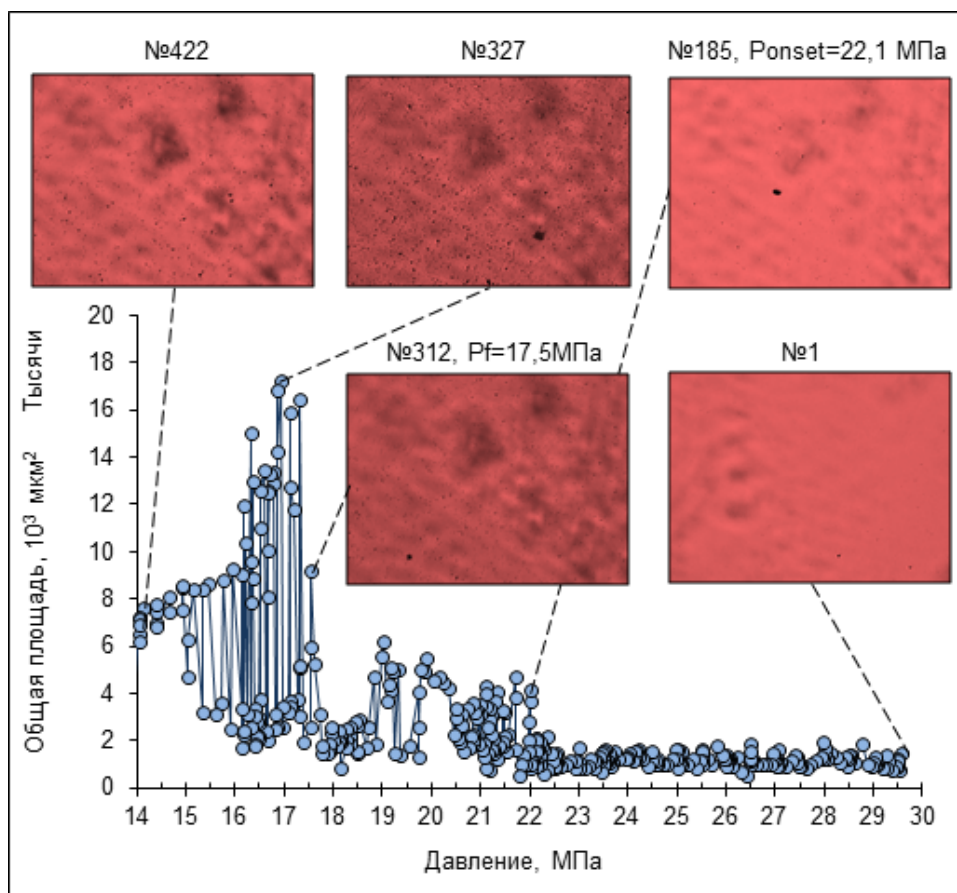 №422
№327
№185, Ponset=22,1 МПа
№312, Pf=17,5МПа
№1
Общая площадь, 10³ мкм² Тысячи
20
18
16
14
12
10
8
6
4
2
0
14 15 16 17 18 19 20 21 22 23 24 25 26 27 28 29 30
Давление, МПа